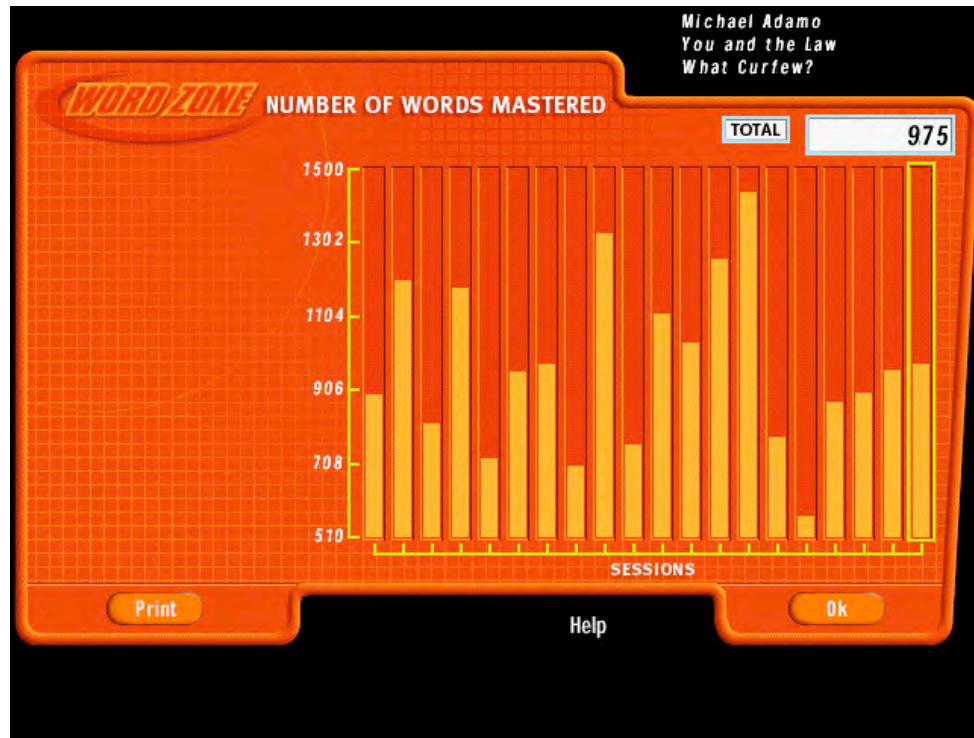 Michael Adamo
You and the Law
What Curfew?
WORD ZONE
NUMBER OF WORDS MASTERED
TOTAL
975
1500
1302
1104
906
708
510
SESSIONS
Print
Help
Ok